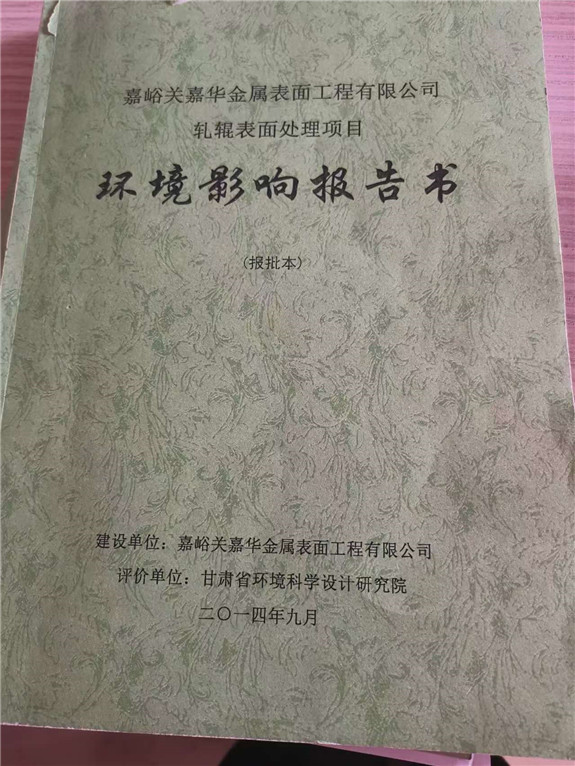 嘉峪关嘉华金属表面工程有限公司
轧辊表面处理项目
环境影响报告书
(报批本)
建设单位：嘉峪关嘉华金属表面工程有限公司
评价单位：甘肃省环境科学设计研究院
二〇一四年九月